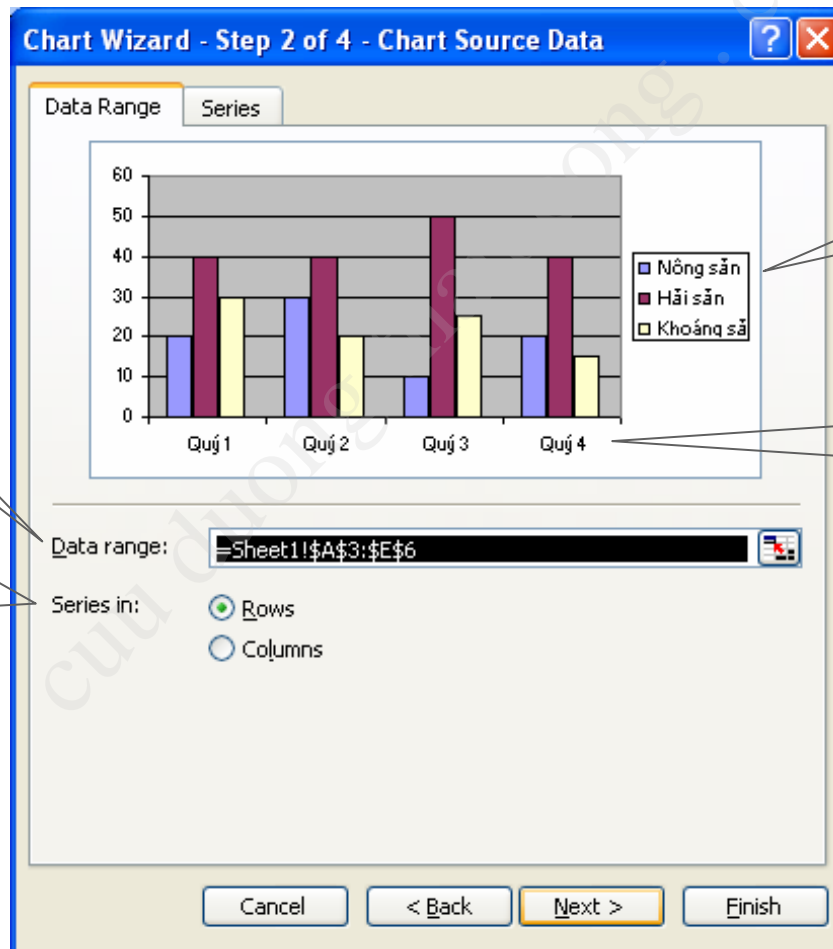 Chart Wizard - Step 2 of 4 - Chart Source Data
Data Range Series
60
50
40
30
20
10
0
Nông sản
Hải sản
Khoáng sả
Quý 1 Quý 2 Quý 3 Quý 4
Data range: =Sheet1!$A$3:$E$6
Series in: Rows
Columns
Cancel < Back Next > Finish
cuu duong